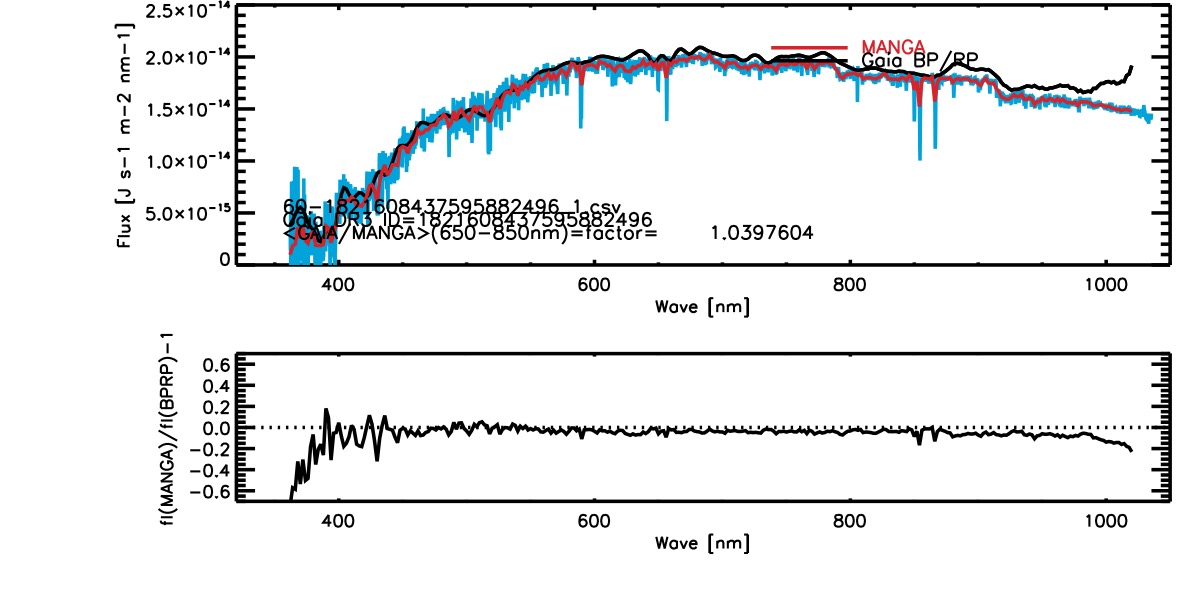 2.5×10⁻¹⁴
2.0×10⁻¹⁴
1.5×10⁻¹⁴
1.0×10⁻¹⁴
5.0×10⁻¹⁵
0
Flux [J s-1 m-2 nm-1]
MANGA
Gaia BP/RP
60-1821608437595882496_1.csv
Gaia DR3 ID=1821608437595882496
<GAIA/MANGA>(650-850nm)=factor= 1.0397604
400 600 800 1000
Wave [nm]
fl(MANGA)/fl(BPRP)-1
0.6
0.4
0.2
0.0
-0.2
-0.4
-0.6
400 600 800 1000
Wave [nm]